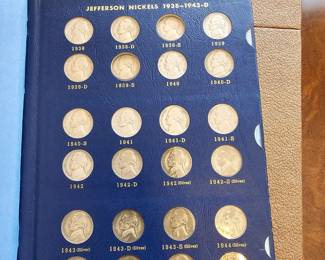 JEFFERSON NICKELS 1938-1943-D
1938 1938-D 1938-S 1939
1939-D 1939-S 1940 1940-D
1940-S 1941 1941-D 1941-S
1942 1942-D 1942 (Silver) 1942-S (Silver)
1943 (Silver) 1943-D (Silver) 1943-S (Silver) 1944 (Silver)